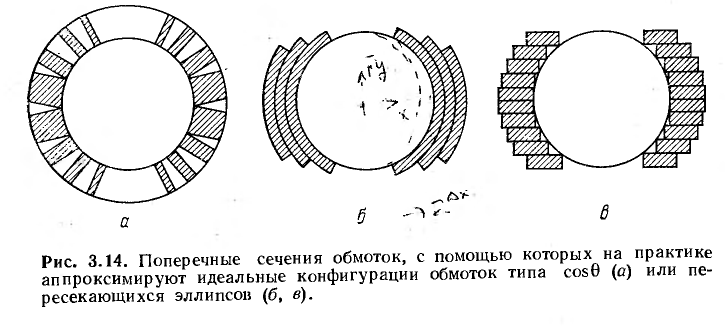 y
x
а
б
в
Рис. 3.14. Поперечные сечения обмоток, с помощью которых на практике
аппроксимируют идеальные конфигурации обмоток типа cosθ (а) или пе-
ресекающихся эллипсов (б, в).